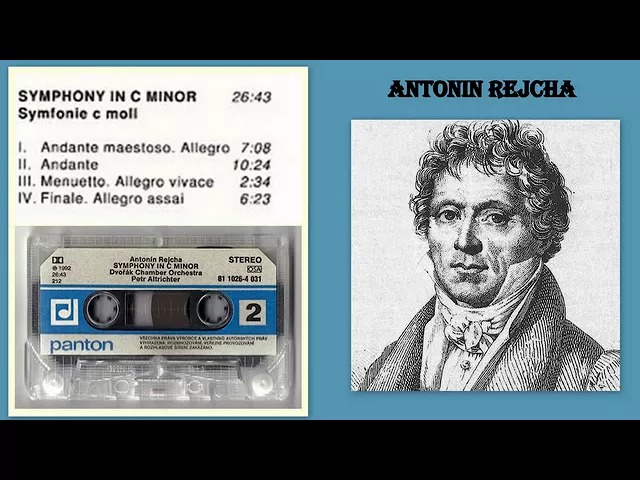 SYMPHONY IN C MINOR 26:43
Symfonie c moll
I. Andante maestoso. Allegro 7:08
II. Andante 10:24
III. Menuetto. Allegro vivace 2:34
IV. Finale. Allegro assai 6:23
ANTONIN REJCHA
Antonín Rejcha
SYMPHONY IN C MINOR
Dvořák Chamber Orchestra
Petr Altrichter
℗ 1992
26:43
212
STEREO
OSA
81 1026-4 031
2
panton
VŠECHNA PRÁVA VÝROBCE A VLASTNÍKŮ AUTORSKÝCH PRÁV
VYHRAZENA. ROZMNOŽOVÁNÍ, VEŘEJNÉ PROVOZOVÁNÍ
A ROZHLASOVÉ ŠÍŘENÍ ZAKÁZÁNO.